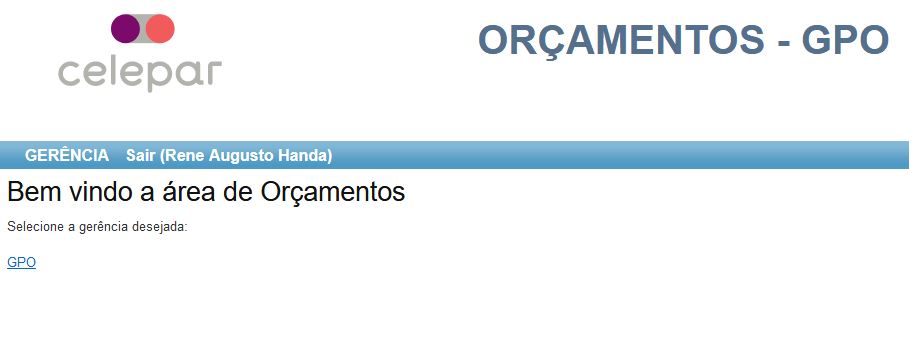 celepar
ORÇAMENTOS - GPO
GERÊNCIA Sair (Rene Augusto Handa)
Bem vindo a área de Orçamentos
Selecione a gerência desejada:
GPO